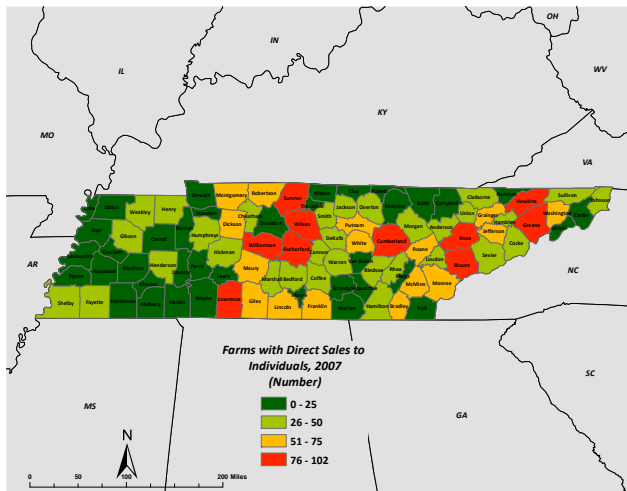 OH
IN
IL
WV
MO
KY
VA
Stewart
Montgomery
Robertson
Sumner
Macon
Clay
Pickett
Scott
Campbell
Claiborne
Hancock
Hawkins
Sullivan
Johnson
Obion
Weakley
Henry
Houston
Cheatham
Trousdale
Smith
Jackson
Overton
Fentress
Union
Grainger
Hamblen
Washington
Carter
Unicoi
Greene
Dyer
Gibson
Carroll
Benton
Dickson
Davidson
Wilson
Putnam
Morgan
Anderson
Knox
Jefferson
Cocke
Humphreys
Williamson
Rutherford
Cannon
DeKalb
White
Cumberland
Roane
Loudon
Blount
Sevier
AR
Crockett
Haywood
Madison
Henderson
Decatur
Perry
Hickman
Maury
Marshall
Bedford
Coffee
Warren
Van Buren
Bledsoe
Rhea
Meigs
McMinn
Monroe
NC
Tipton
Lauderdale
Chester
Lewis
Moore
Grundy
Sequatchie
Shelby
Fayette
Hardeman
McNairy
Hardin
Wayne
Lawrence
Giles
Lincoln
Franklin
Marion
Hamilton
Bradley
Polk
Farms with Direct Sales to
Individuals, 2007
(Number)
0 - 25
26 - 50
51 - 75
76 - 102
SC
MS
GA
N
0 50 100 200 Miles